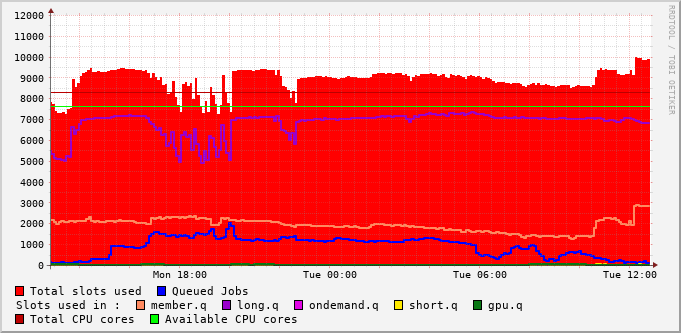 12000
11000
10000
9000
8000
7000
6000
5000
4000
3000
2000
1000
0
Mon 18:00 Tue 00:00 Tue 06:00 Tue 12:00
RRDTOOL / TOBI OETIKER
Total slots used Queued Jobs
Slots used in : member.q long.q ondemand.q short.q gpu.q
Total CPU cores Available CPU cores